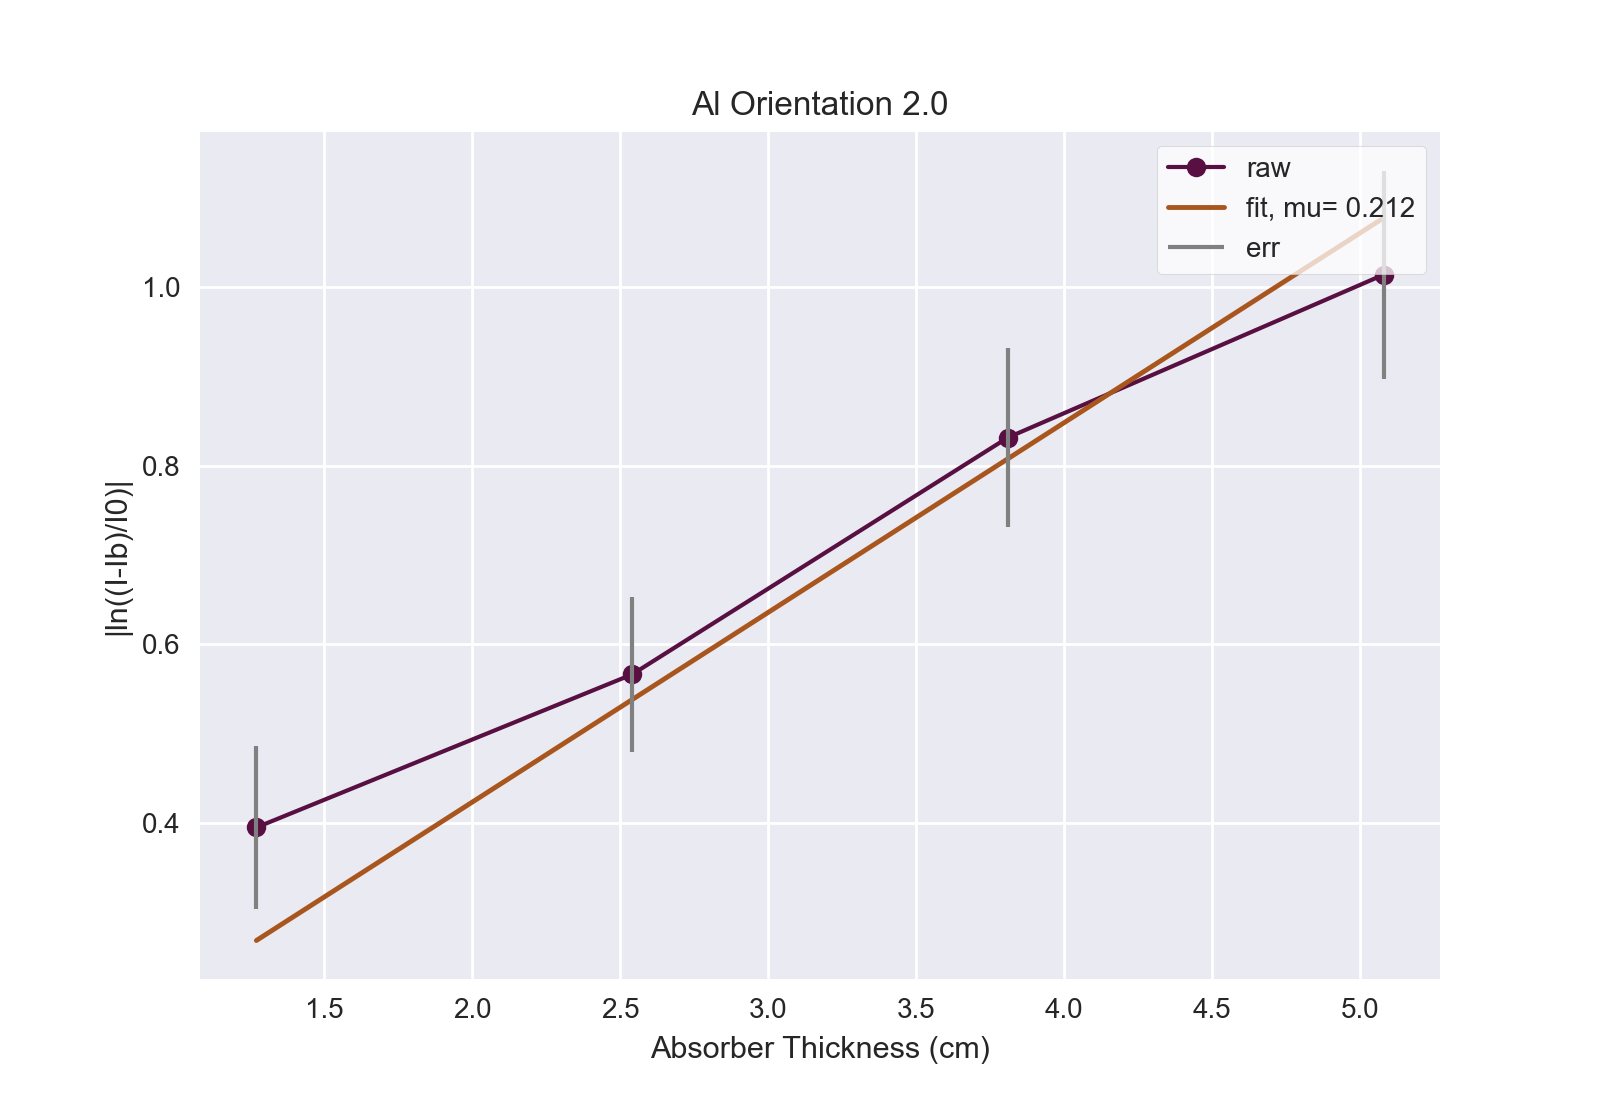 Al Orientation 2.0
raw
fit, mu= 0.212
err
1.0
0.8
0.6
0.4
|ln((I-Ib)/I0)|
1.5 2.0 2.5 3.0 3.5 4.0 4.5 5.0
Absorber Thickness (cm)